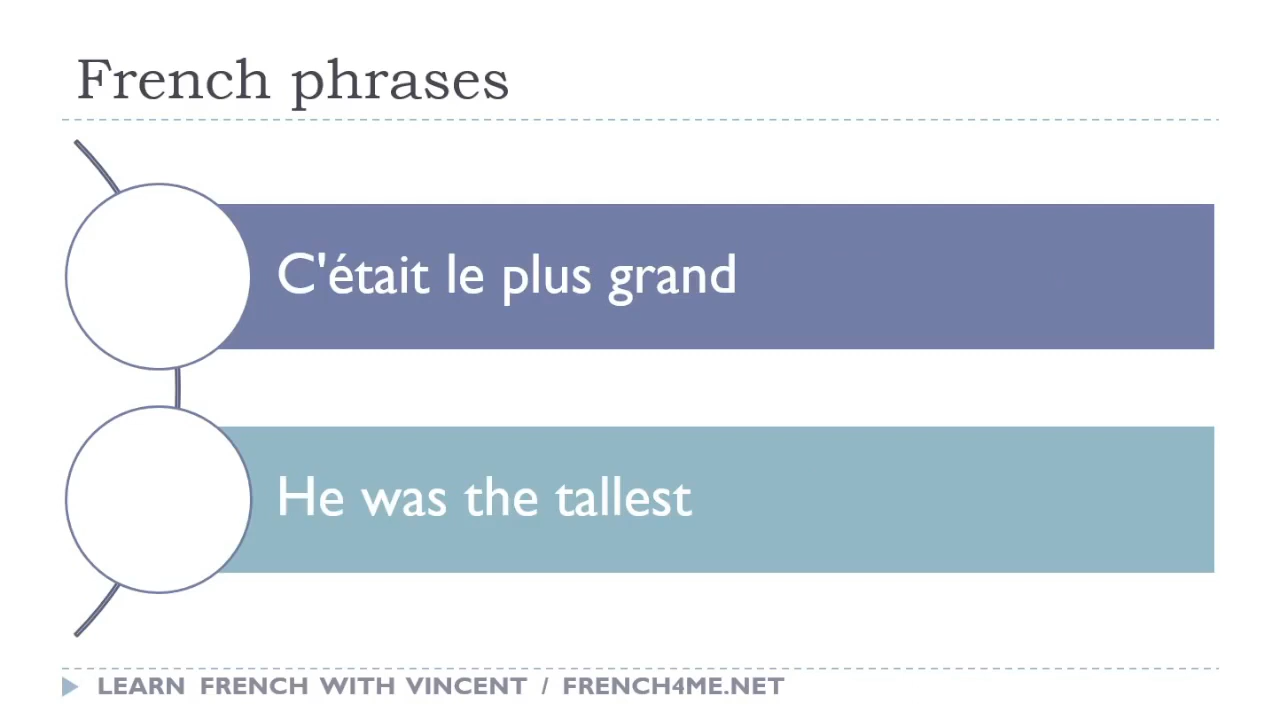 French phrases
C'était le plus grand
He was the tallest
LEARN FRENCH WITH VINCENT / FRENCH4ME.NET